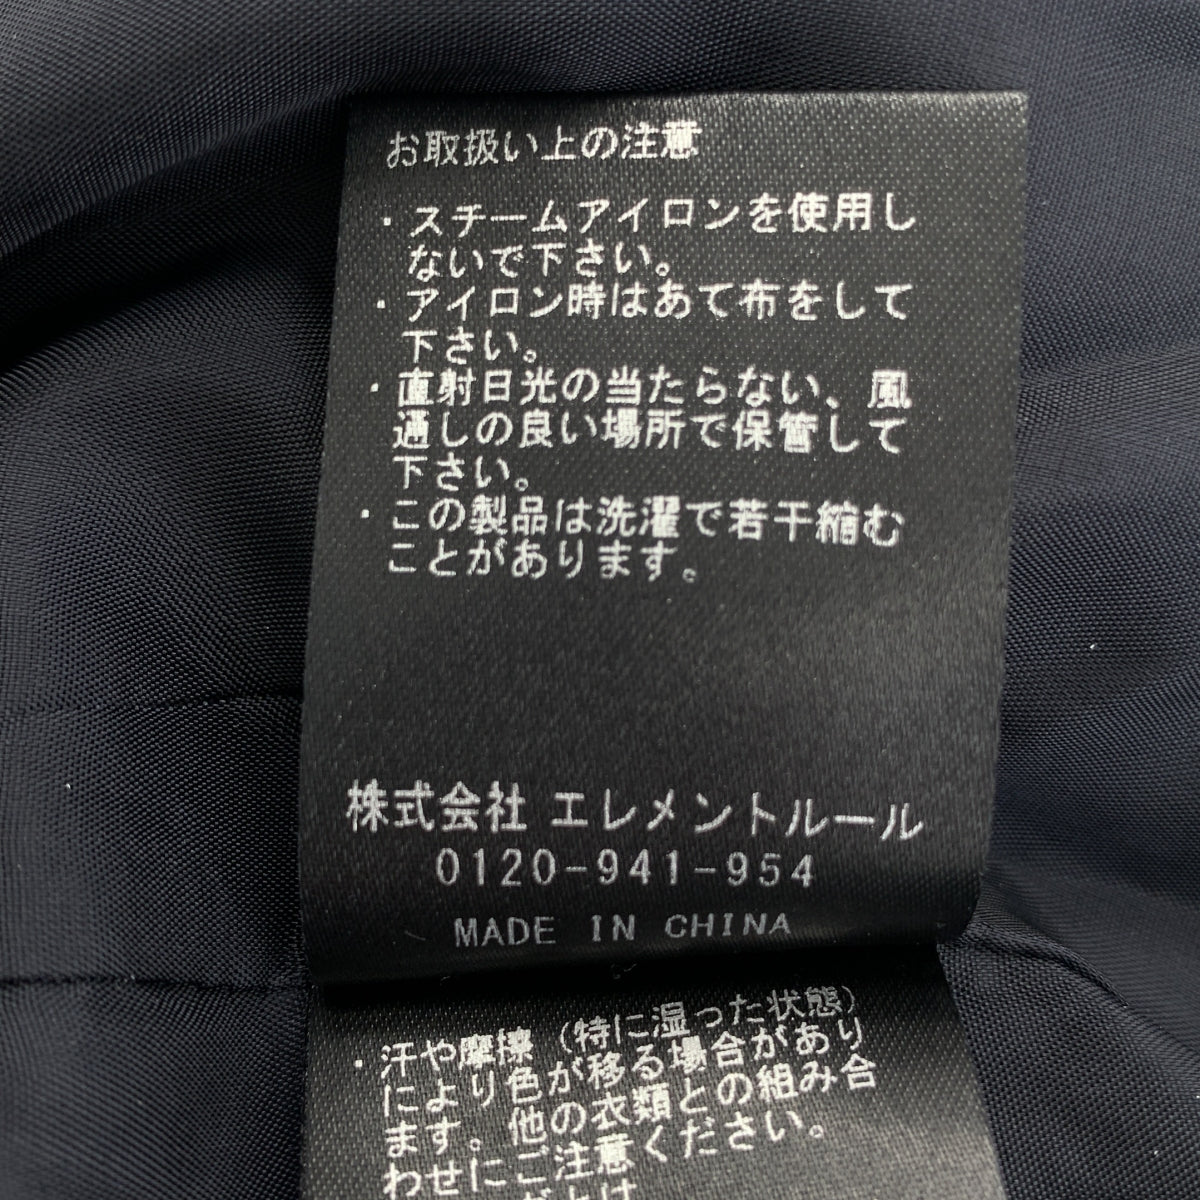 お取扱い上の注意
・スチームアイロンを使用し
ないで下さい。
・アイロン時はあて布をして
下さい。
・直射日光の当たらない、風
通しの良い場所で保管して
下さい。
・この製品は洗濯で若干縮む
ことがあります。
株式会社 エレメントルール
0120-941-954
MADE IN CHINA
・汗や摩擦(特に湿った状態)
により色が移る場合があり
ます。他の衣類との組み合
わせにご注意ください。